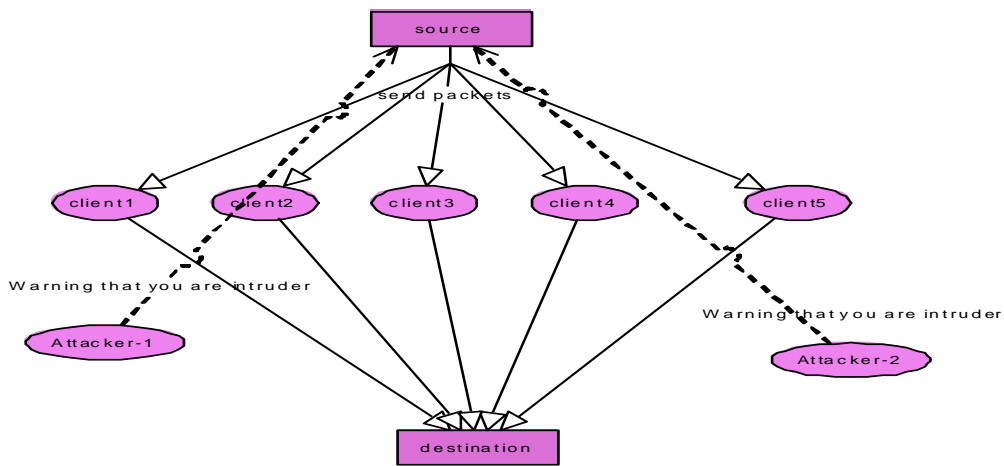 source
send packets
client1
client2
client3
client4
client5
Warning that you are intruder
Warning that you are intruder
Attacker-1
Attacker-2
destination